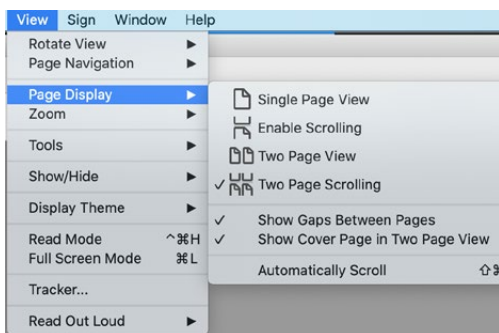 View Sign Window Help
Rotate View
Page Navigation
Page Display
Zoom
Tools
Show/Hide
Display Theme
Read Mode ^⌘H
Full Screen Mode ⌘L
Tracker...
Read Out Loud
Single Page View
Enable Scrolling
Two Page View
✓ Two Page Scrolling
✓ Show Gaps Between Pages
✓ Show Cover Page in Two Page View
Automatically Scroll ⇧⌘